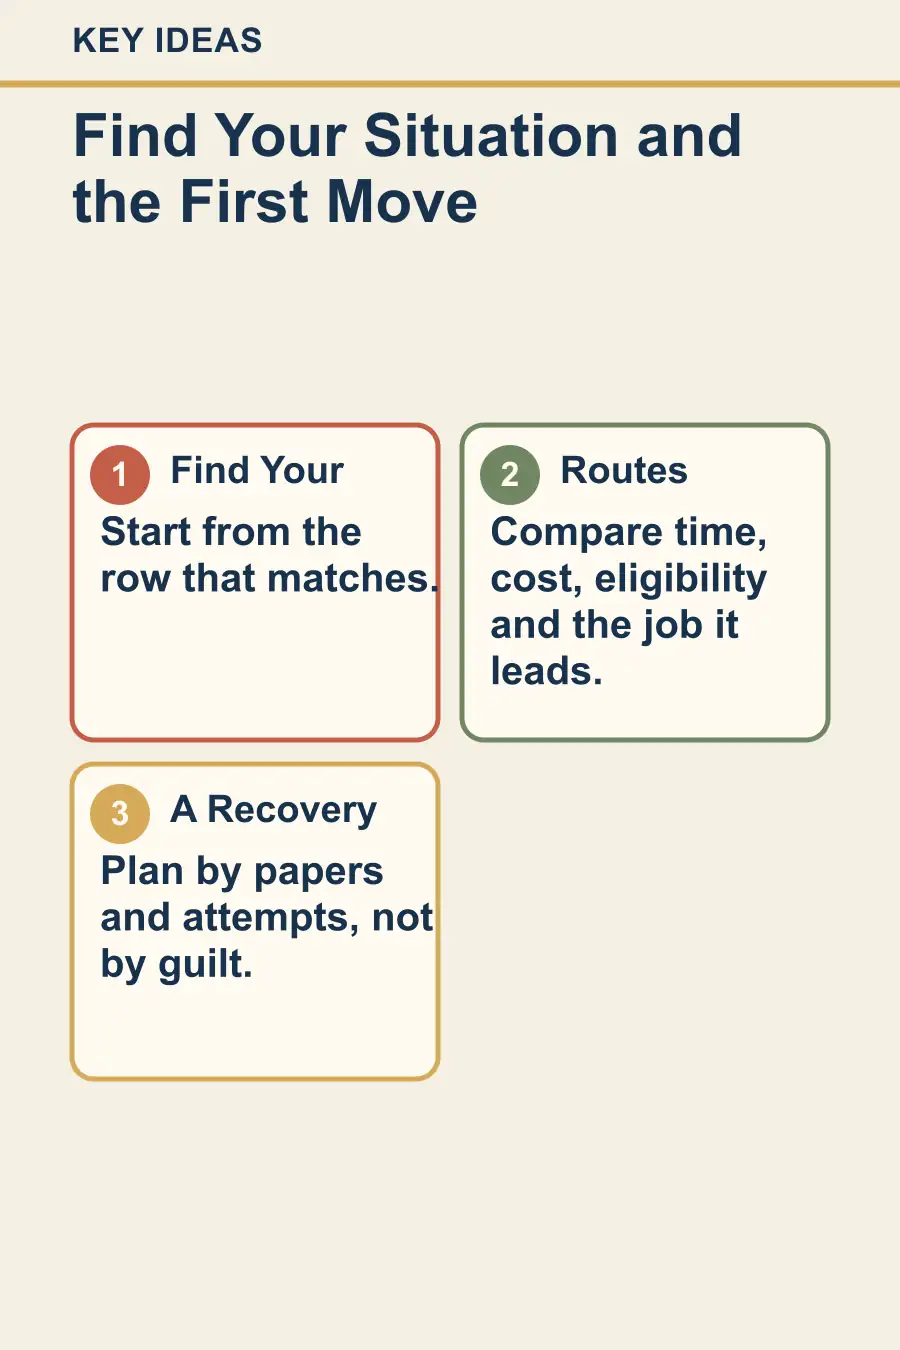 KEY IDEAS
Find Your Situation and
the First Move
1 Find Your
Start from the
row that matches.
2 Routes
Compare time,
cost, eligibility
and the job it
leads.
3 A Recovery
Plan by papers
and attempts, not
by guilt.